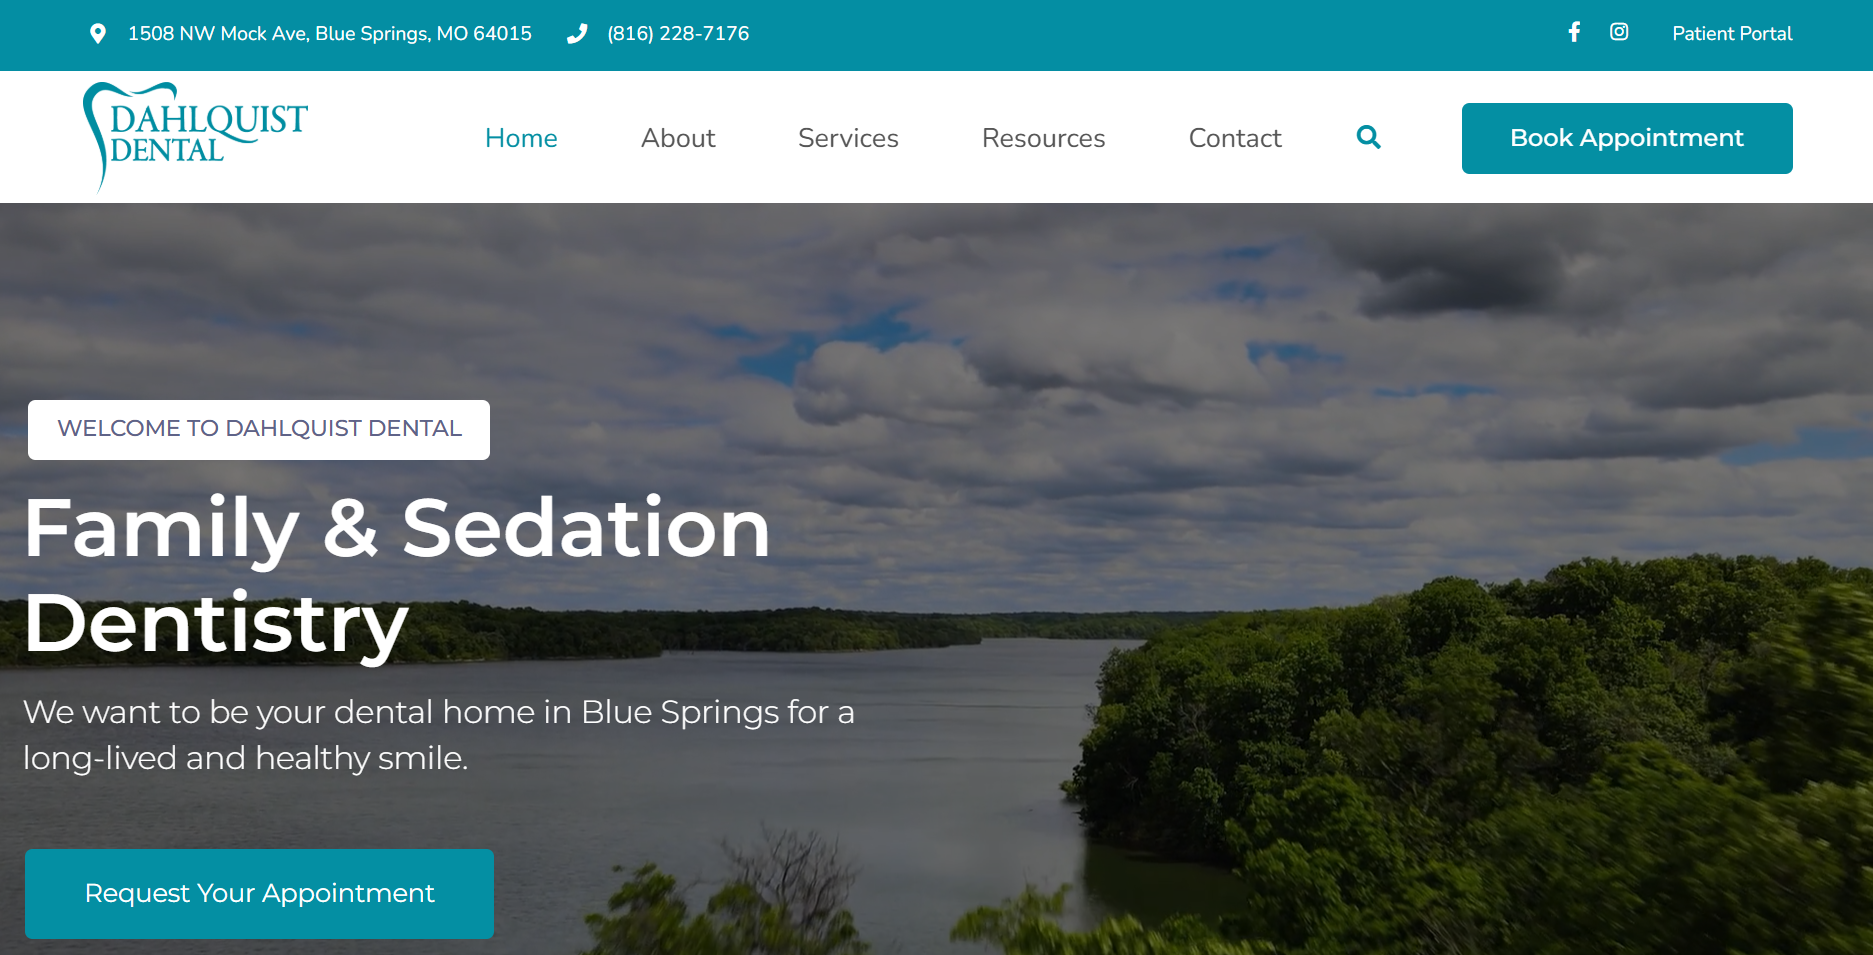 1508 NW Mock Ave, Blue Springs, MO 64015
(816) 228-7176
Patient Portal
DAHLQUIST
DENTAL
Home
About
Services
Resources
Contact
Book Appointment
WELCOME TO DAHLQUIST DENTAL
Family & Sedation
Dentistry
We want to be your dental home in Blue Springs for a
long-lived and healthy smile.
Request Your Appointment